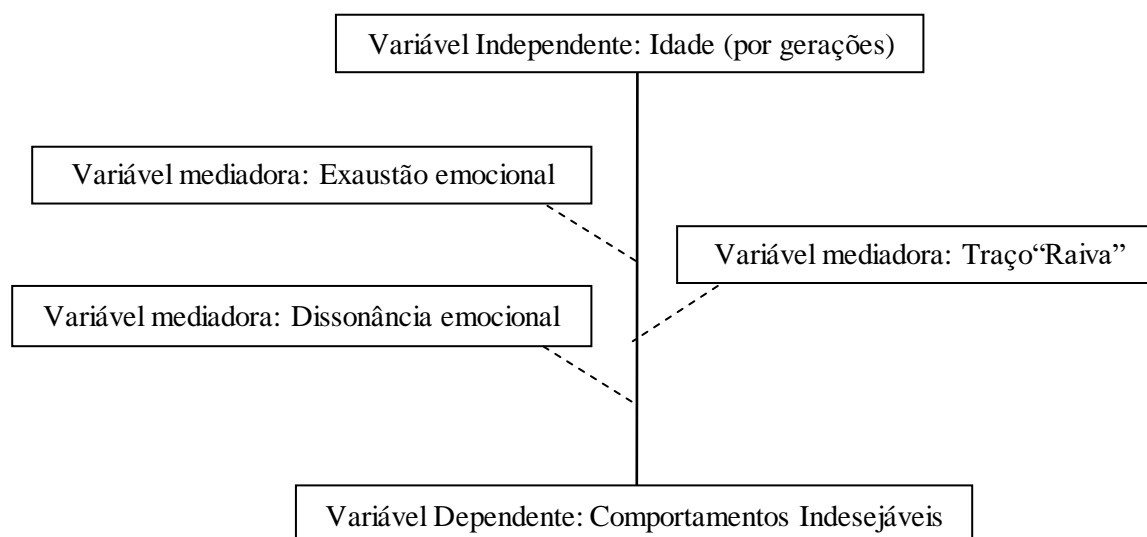 Variável Independente: Idade (por gerações)
Variável mediadora: Exaustão emocional
Variável mediadora: Traço“Raiva”
Variável mediadora: Dissonância emocional
Variável Dependente: Comportamentos Indesejáveis